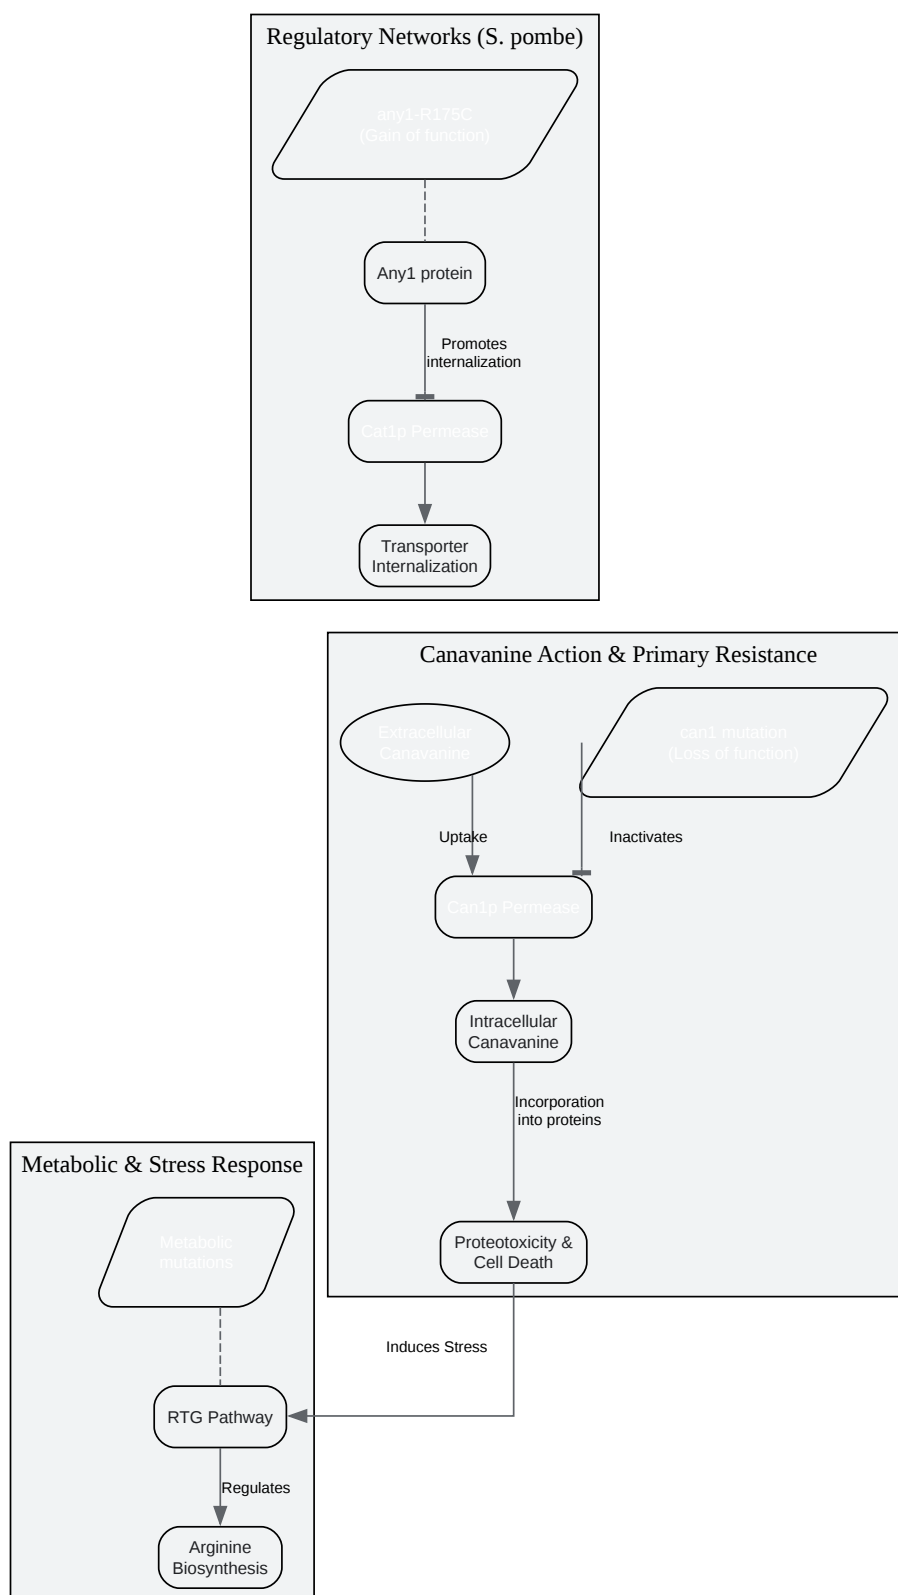 Regulatory Networks (S. pombe)
any1-R175C
(Gain of function)
Any1 protein
Promotes
internalization
Cat1p Permease
Transporter
Internalization
Canavanine Action & Primary Resistance
Extracellular
Canavanine
can1 mutation
(Loss of function)
Uptake
Inactivates
Can1p Permease
Intracellular
Canavanine
Incorporation
into proteins
Proteotoxicity &
Cell Death
Metabolic & Stress Response
Metabolic
mutations
Induces Stress
RTG Pathway
Regulates
Arginine
Biosynthesis